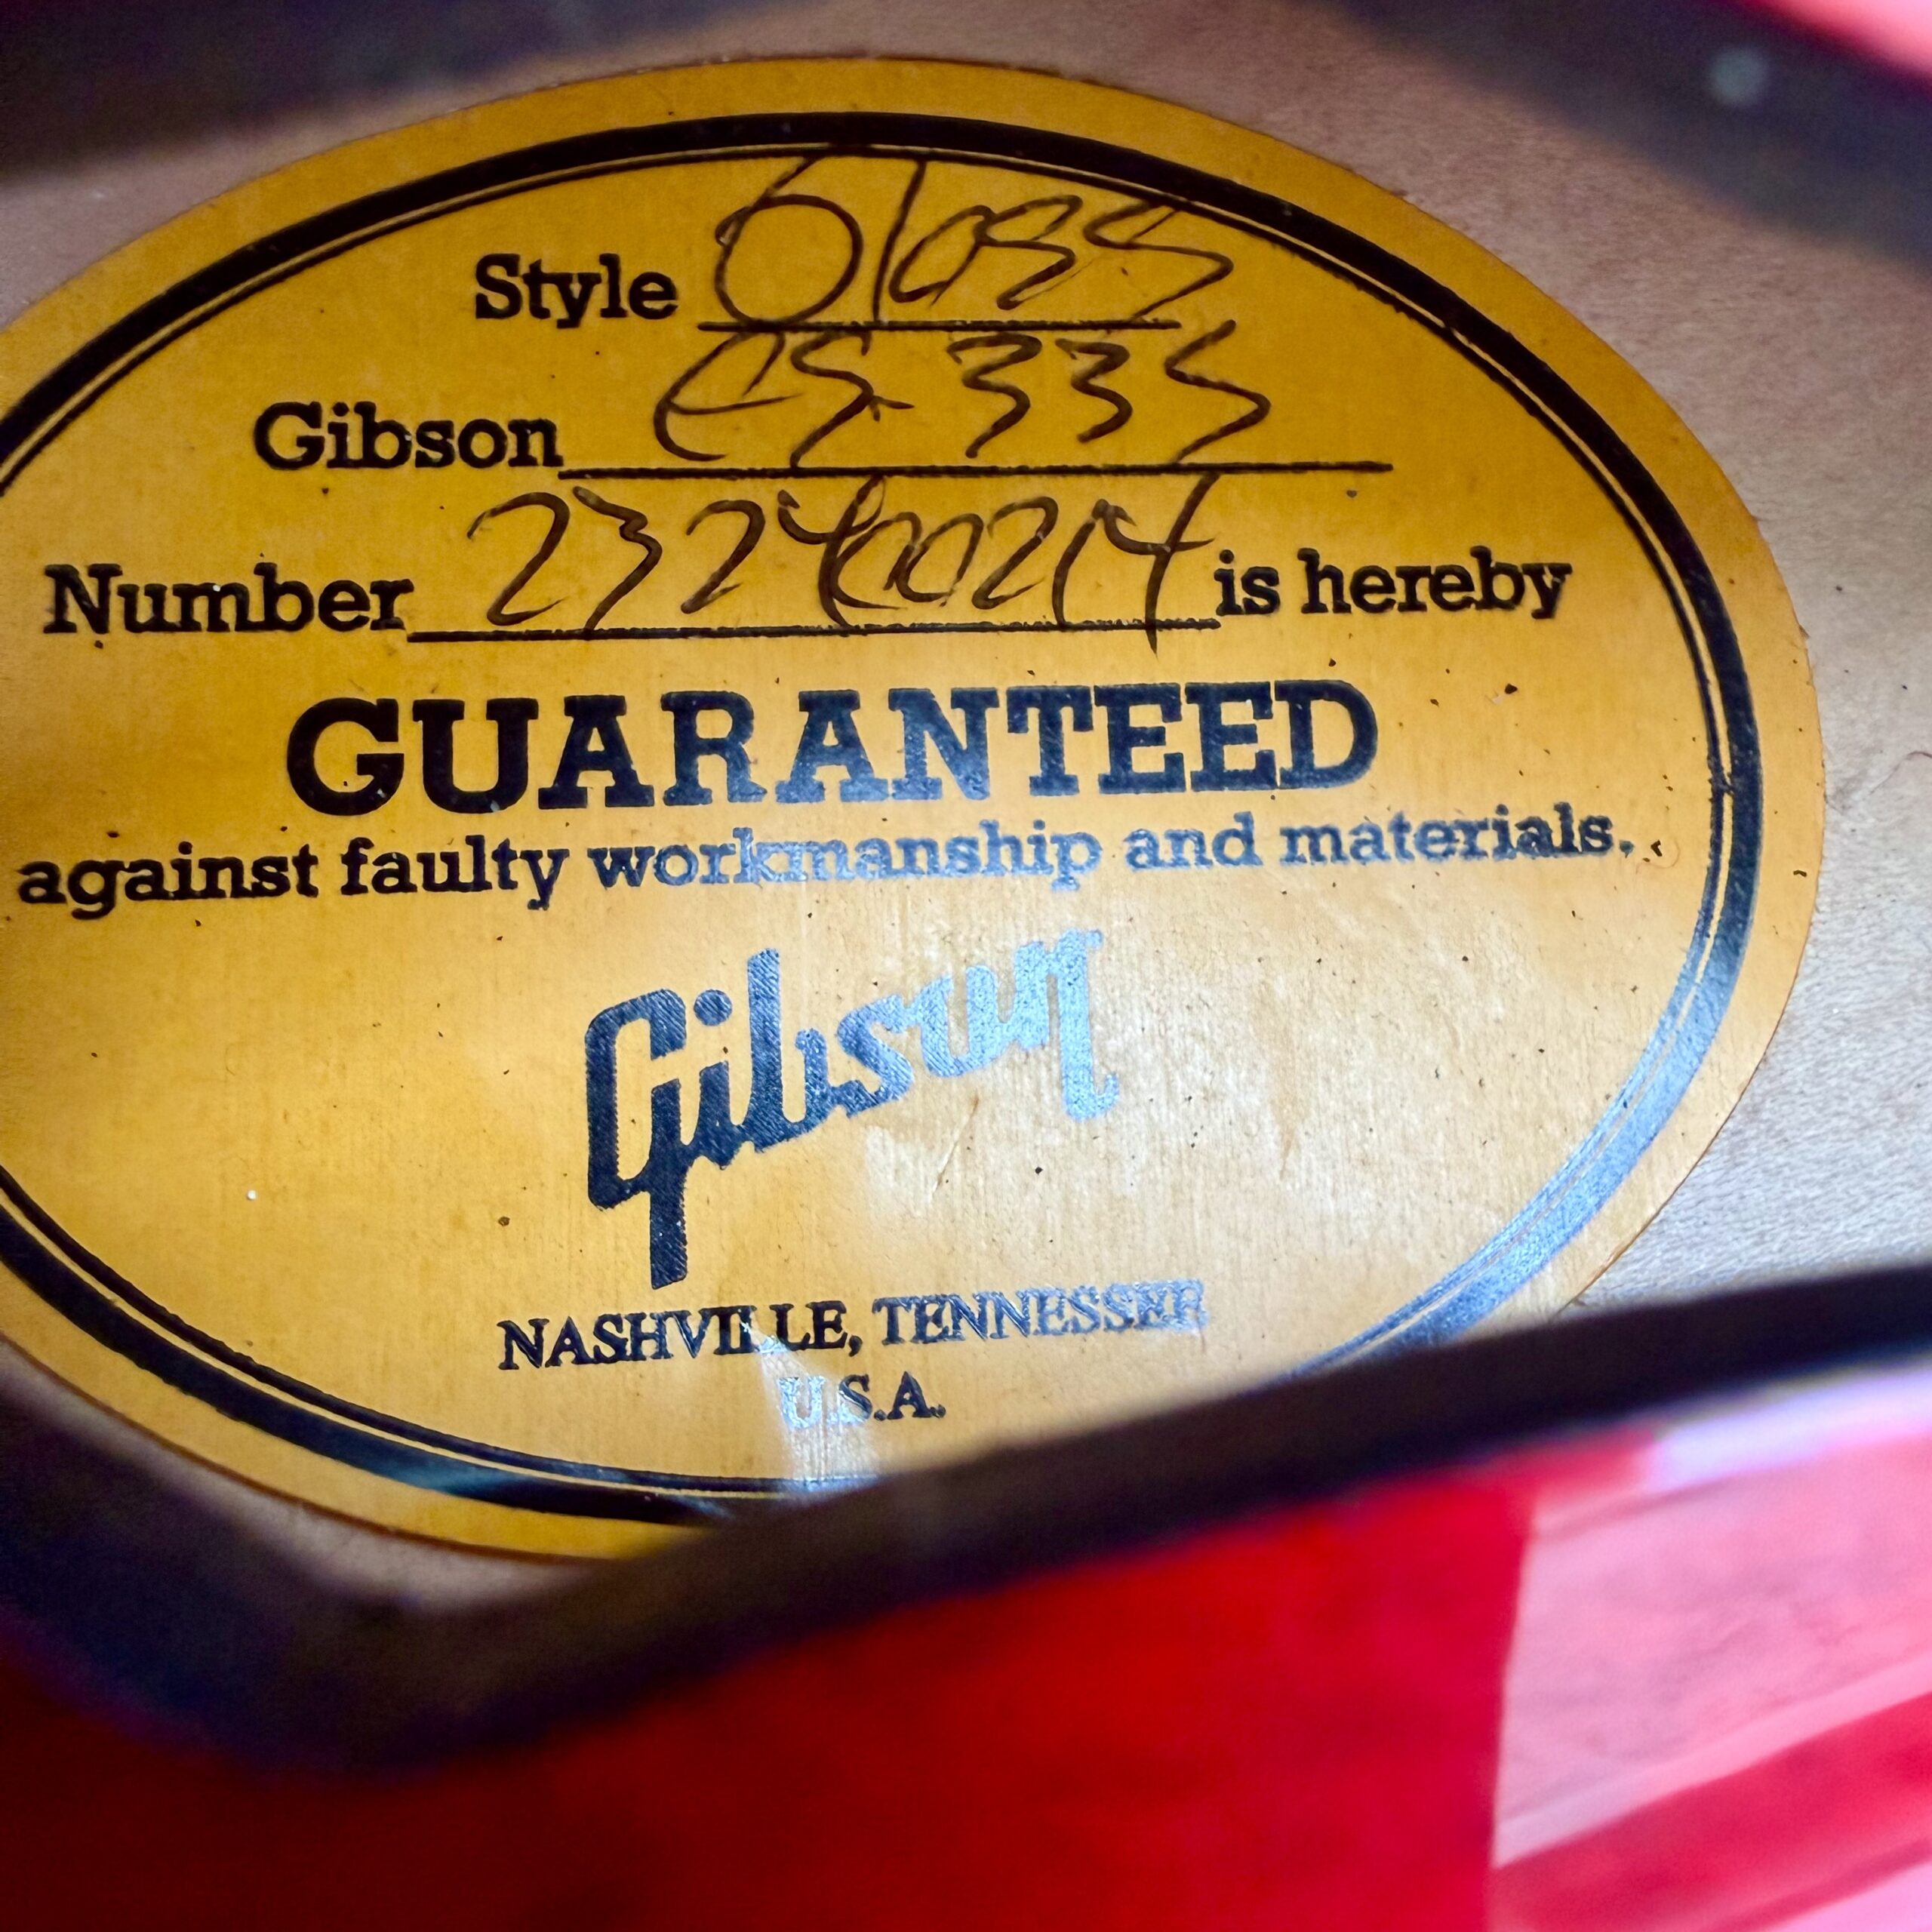 Style Gloss
Gibson ES-335
Number 232400214 is hereby
GUARANTEED
against faulty workmanship and materials.
Gibson
NASHVILLE, TENNESSEE
U.S.A.